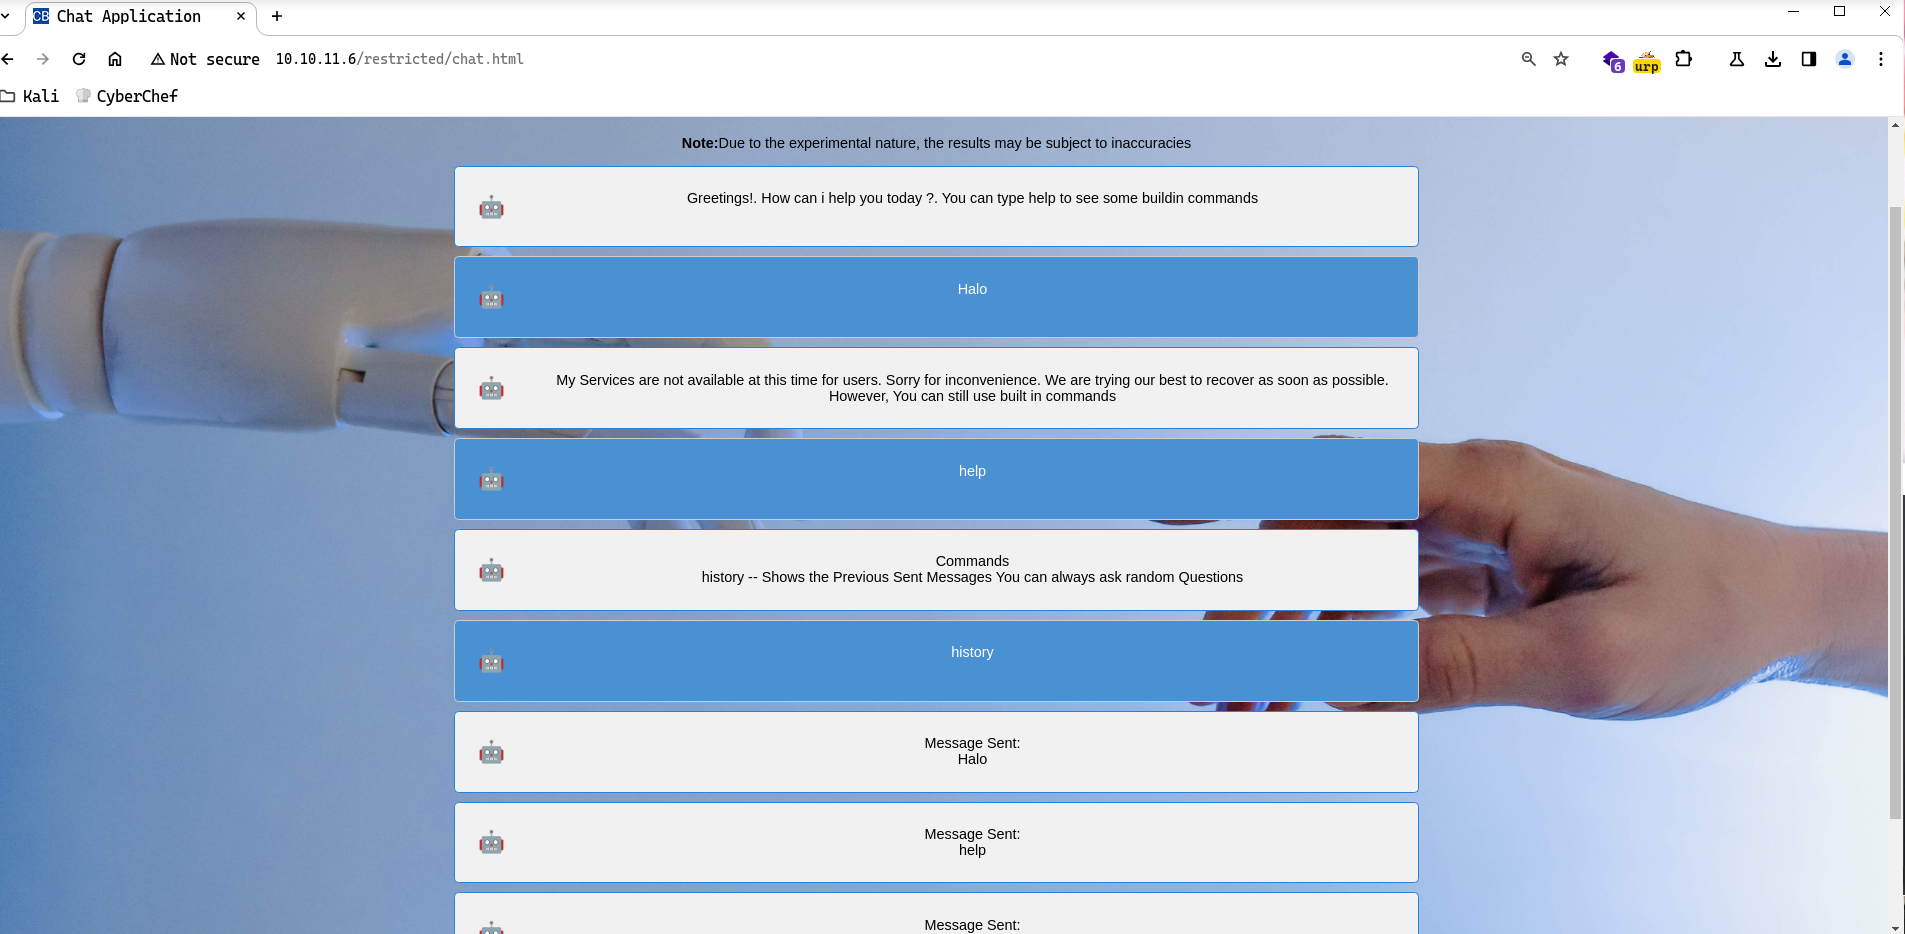 CB Chat Application
Not secure 10.10.11.6/restricted/chat.html
6
urp
Kali CyberChef
Note:Due to the experimental nature, the results may be subject to inaccuracies
Greetings!. How can i help you today ?. You can type help to see some buildin commands
Halo
My Services are not available at this time for users. Sorry for inconvenience. We are trying our best to recover as soon as possible.
However, You can still use built in commands
help
Commands
history -- Shows the Previous Sent Messages You can always ask random Questions
history
Message Sent:
Halo
Message Sent:
help
Message Sent: